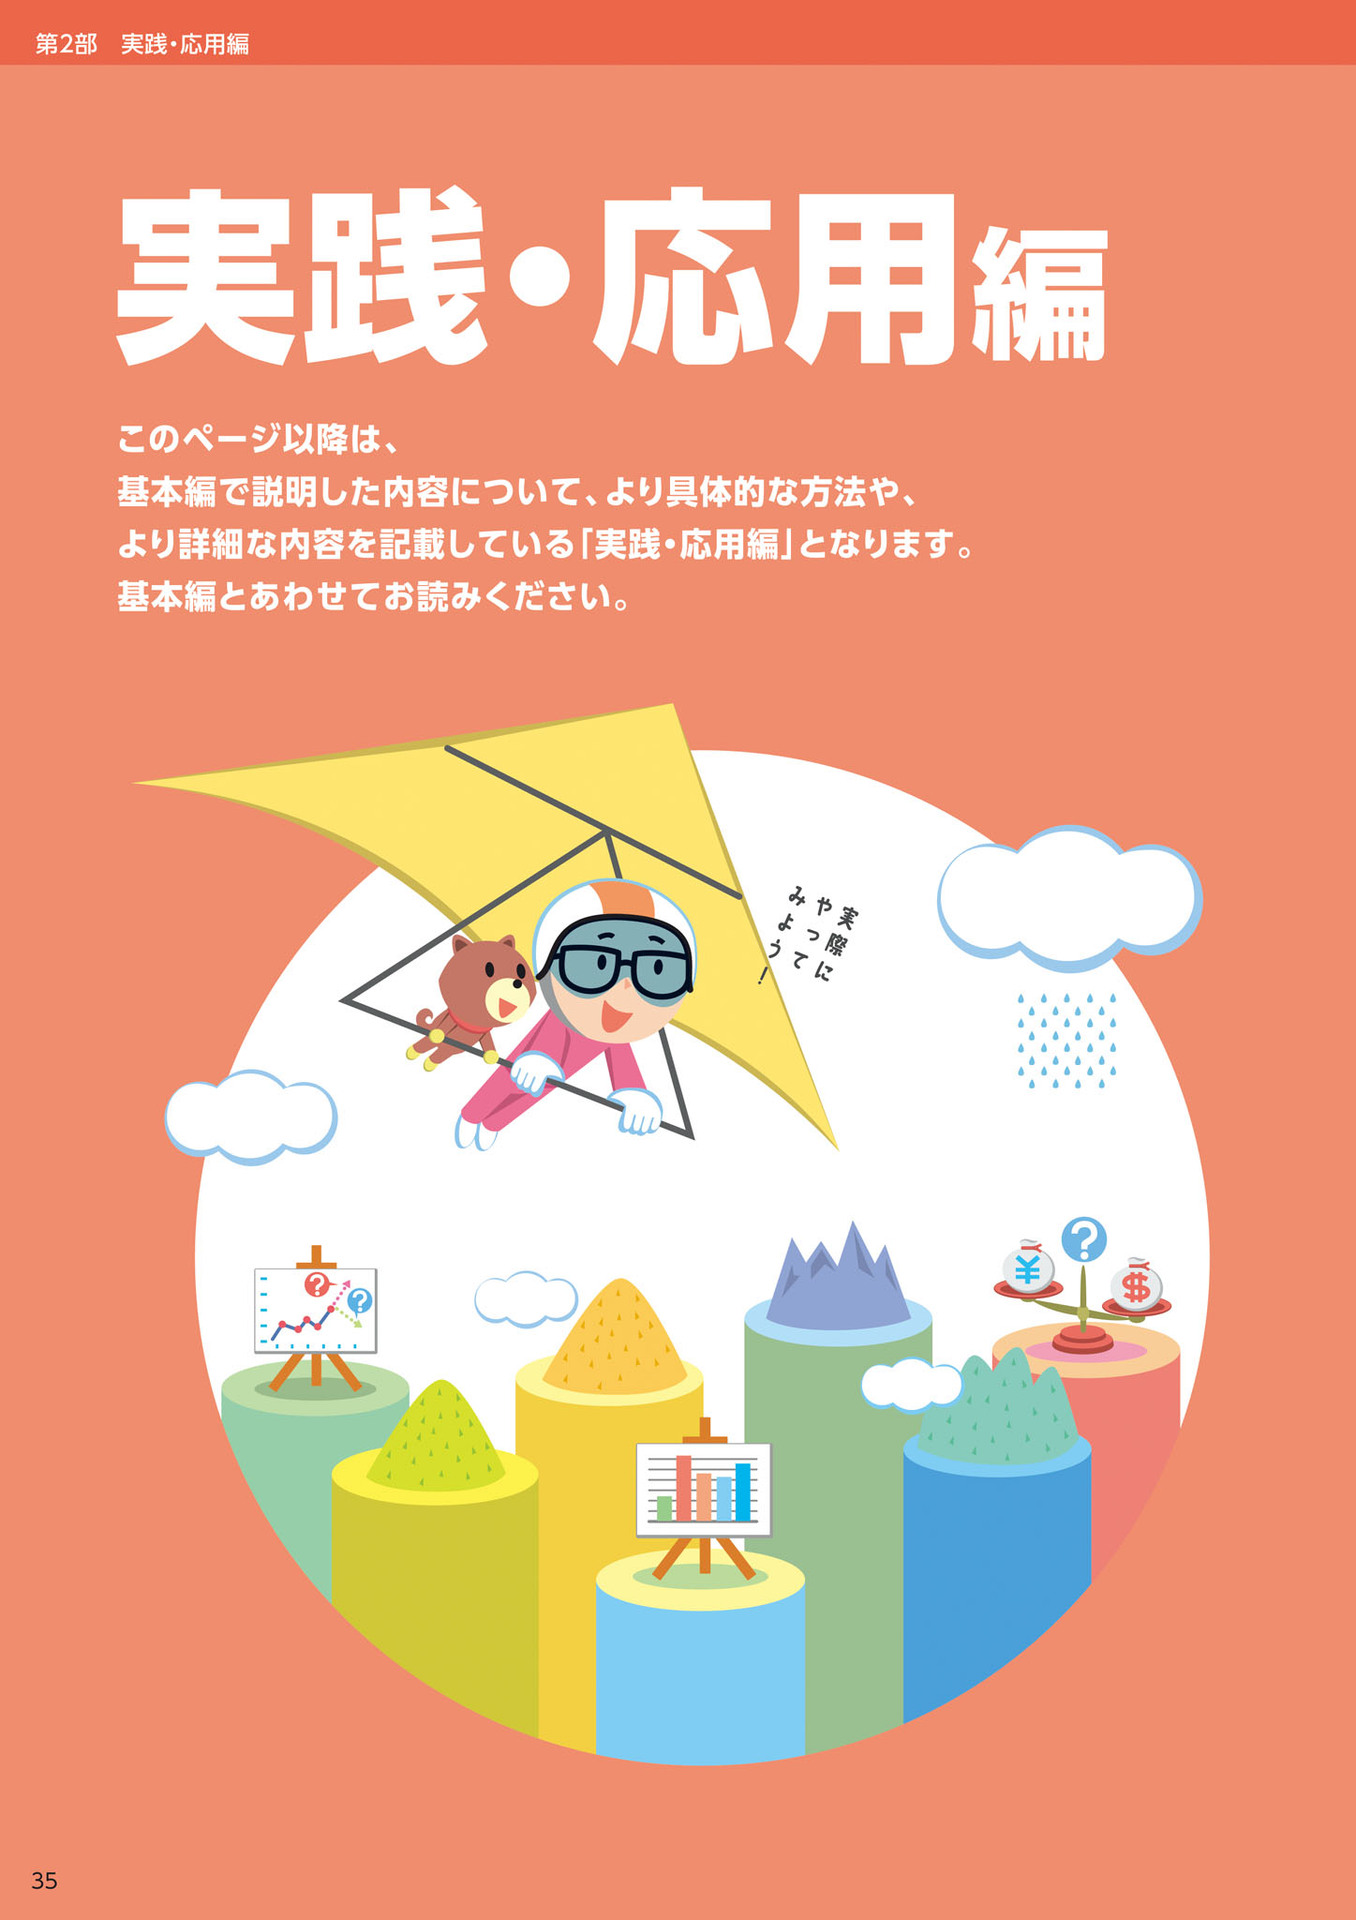 第2部　実践・応用編
実践・応用編
このページ以降は、
基本編で説明した内容について、より具体的な方法や、
より詳細な内容を記載している「実践・応用編」となります。
基本編とあわせてお読みください。
実際に
やって
みよう！
?
?
?
¥
$
35